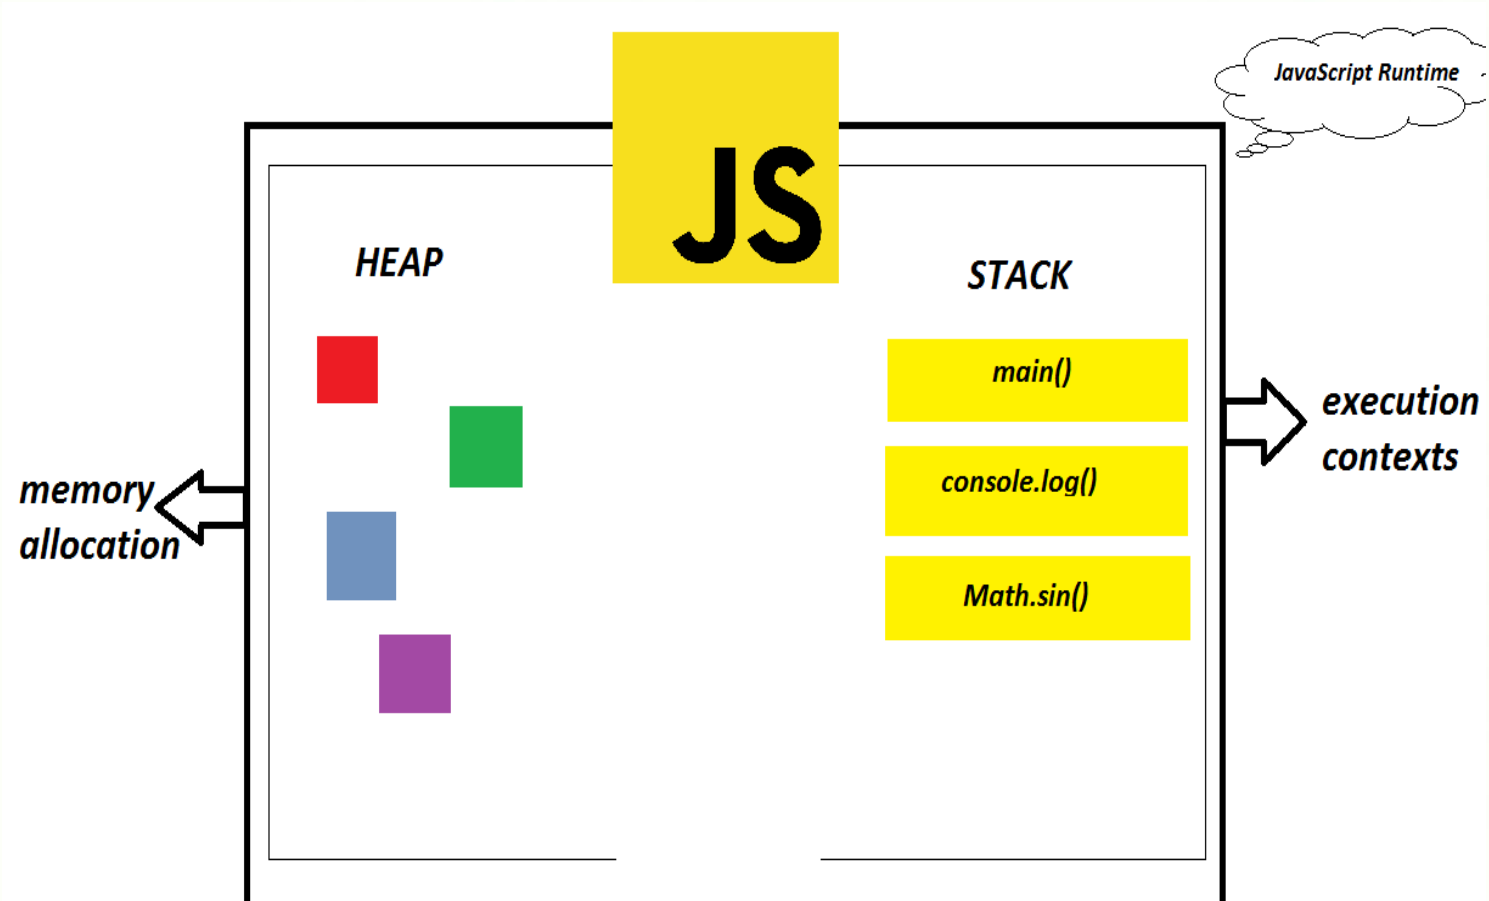 JavaScript Runtime
JS
HEAP
STACK
main()
console.log()
Math.sin()
memory
allocation
execution
contexts